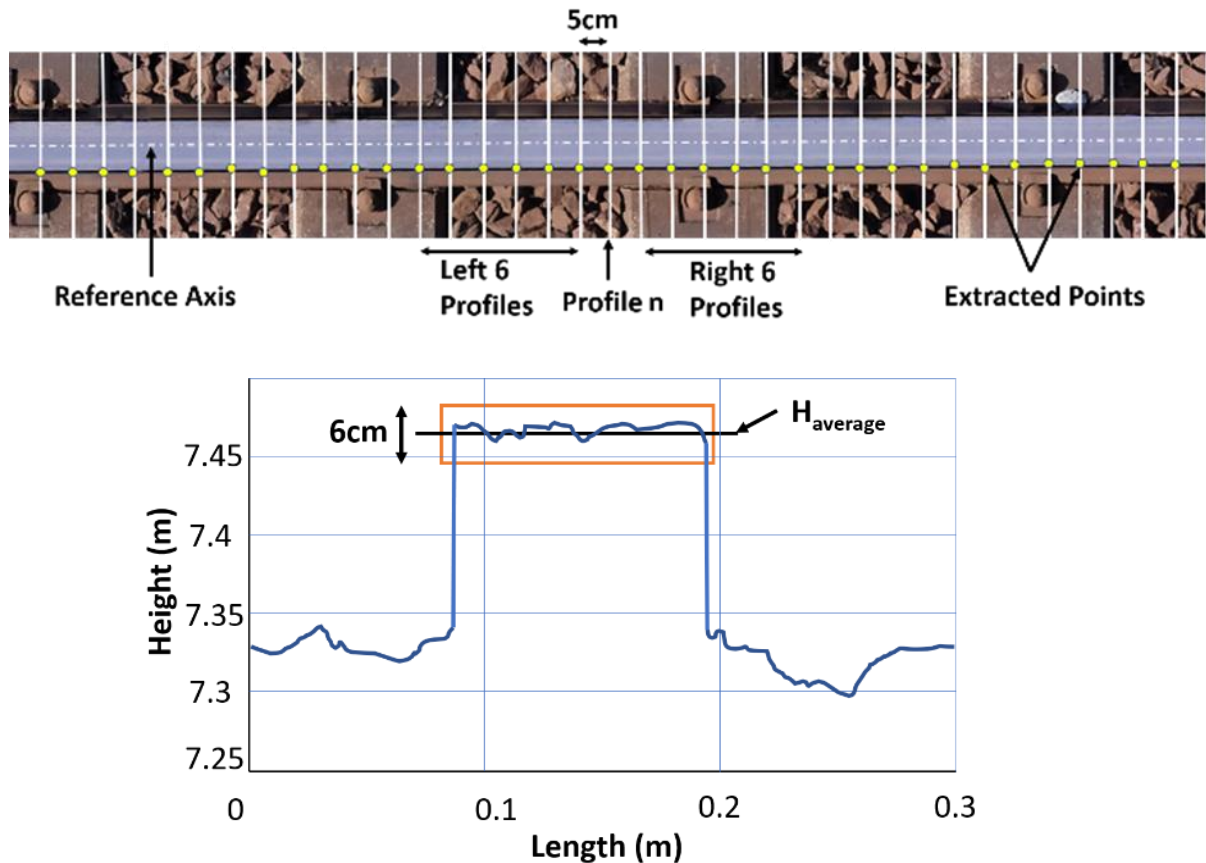 5cm
Left 6
Profiles
Profile n
Right 6
Profiles
Reference Axis
Extracted Points
6cm
Haverage
7.45
7.4
7.35
7.3
7.25
Height (m)
0
0.1
0.2
0.3
Length (m)